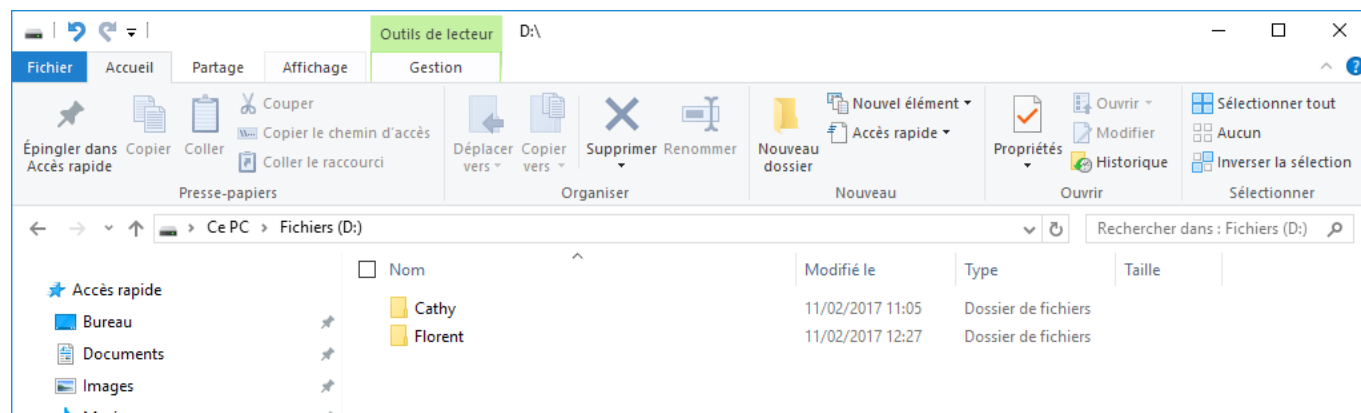 Outils de lecteur D:\
Fichier Accueil Partage Affichage Gestion
Épingler dans Accès rapide
Copier
Coller
Couper
Copier le chemin d'accès
Coller le raccourci
Presse-papiers
Déplacer vers
Copier vers
Supprimer
Renommer
Organiser
Nouveau dossier
Nouvel élément
Accès rapide
Nouveau
Propriétés
Ouvrir
Modifier
Historique
Ouvrir
Sélectionner tout
Aucun
Inverser la sélection
Sélectionner
Ce PC > Fichiers (D:)
Rechercher dans : Fichiers (D:)
Nom Modifié le Type Taille
Accès rapide
Bureau
Documents
Images
Cathy 11/02/2017 11:05 Dossier de fichiers
Florent 11/02/2017 12:27 Dossier de fichiers